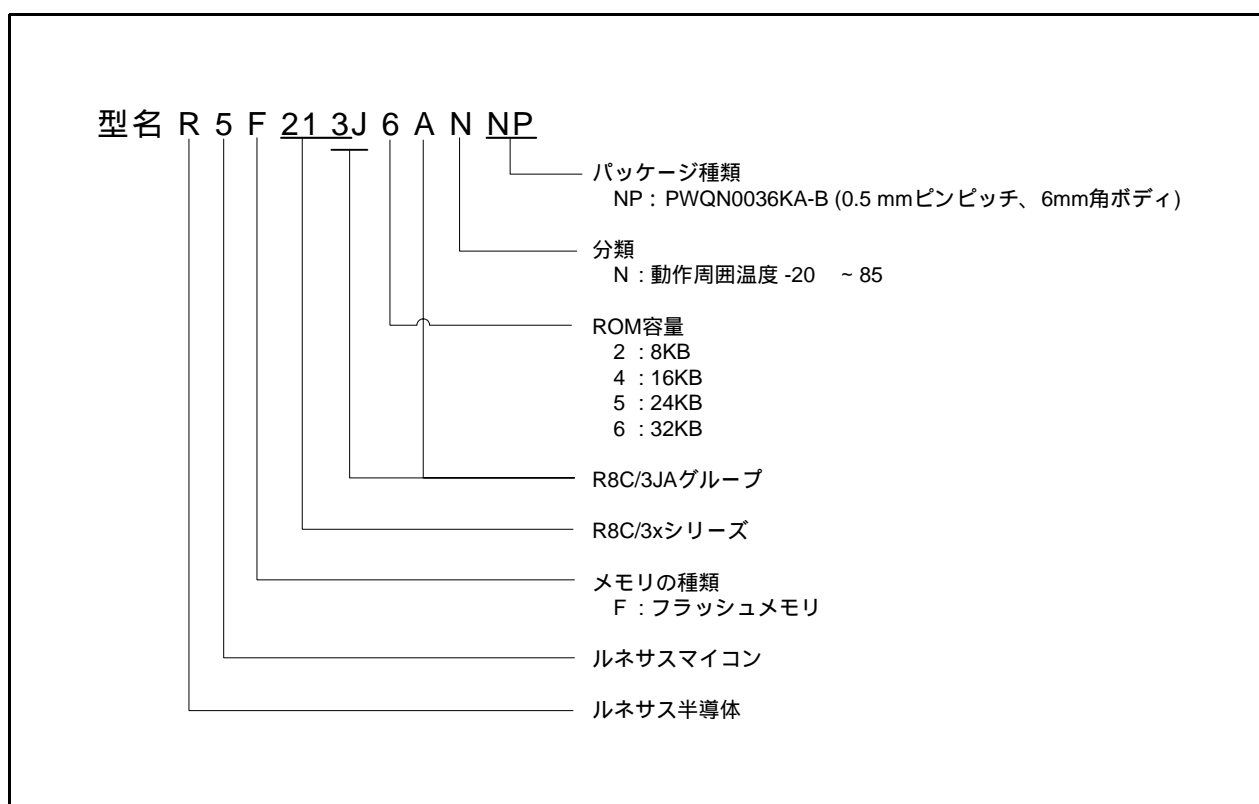 型名 R 5 F 21 3J 6 A N NP
パッケージ種類
NP : PWQN0036KA-B (0.5 mmピンピッチ、6mm角ボディ)
分類
N : 動作周囲温度 -20 ~ 85
ROM容量
2 : 8KB
4 : 16KB
5 : 24KB
6 : 32KB
R8C/3JAグループ
R8C/3xシリーズ
メモリの種類
F : フラッシュメモリ
ルネサスマイコン
ルネサス半導体